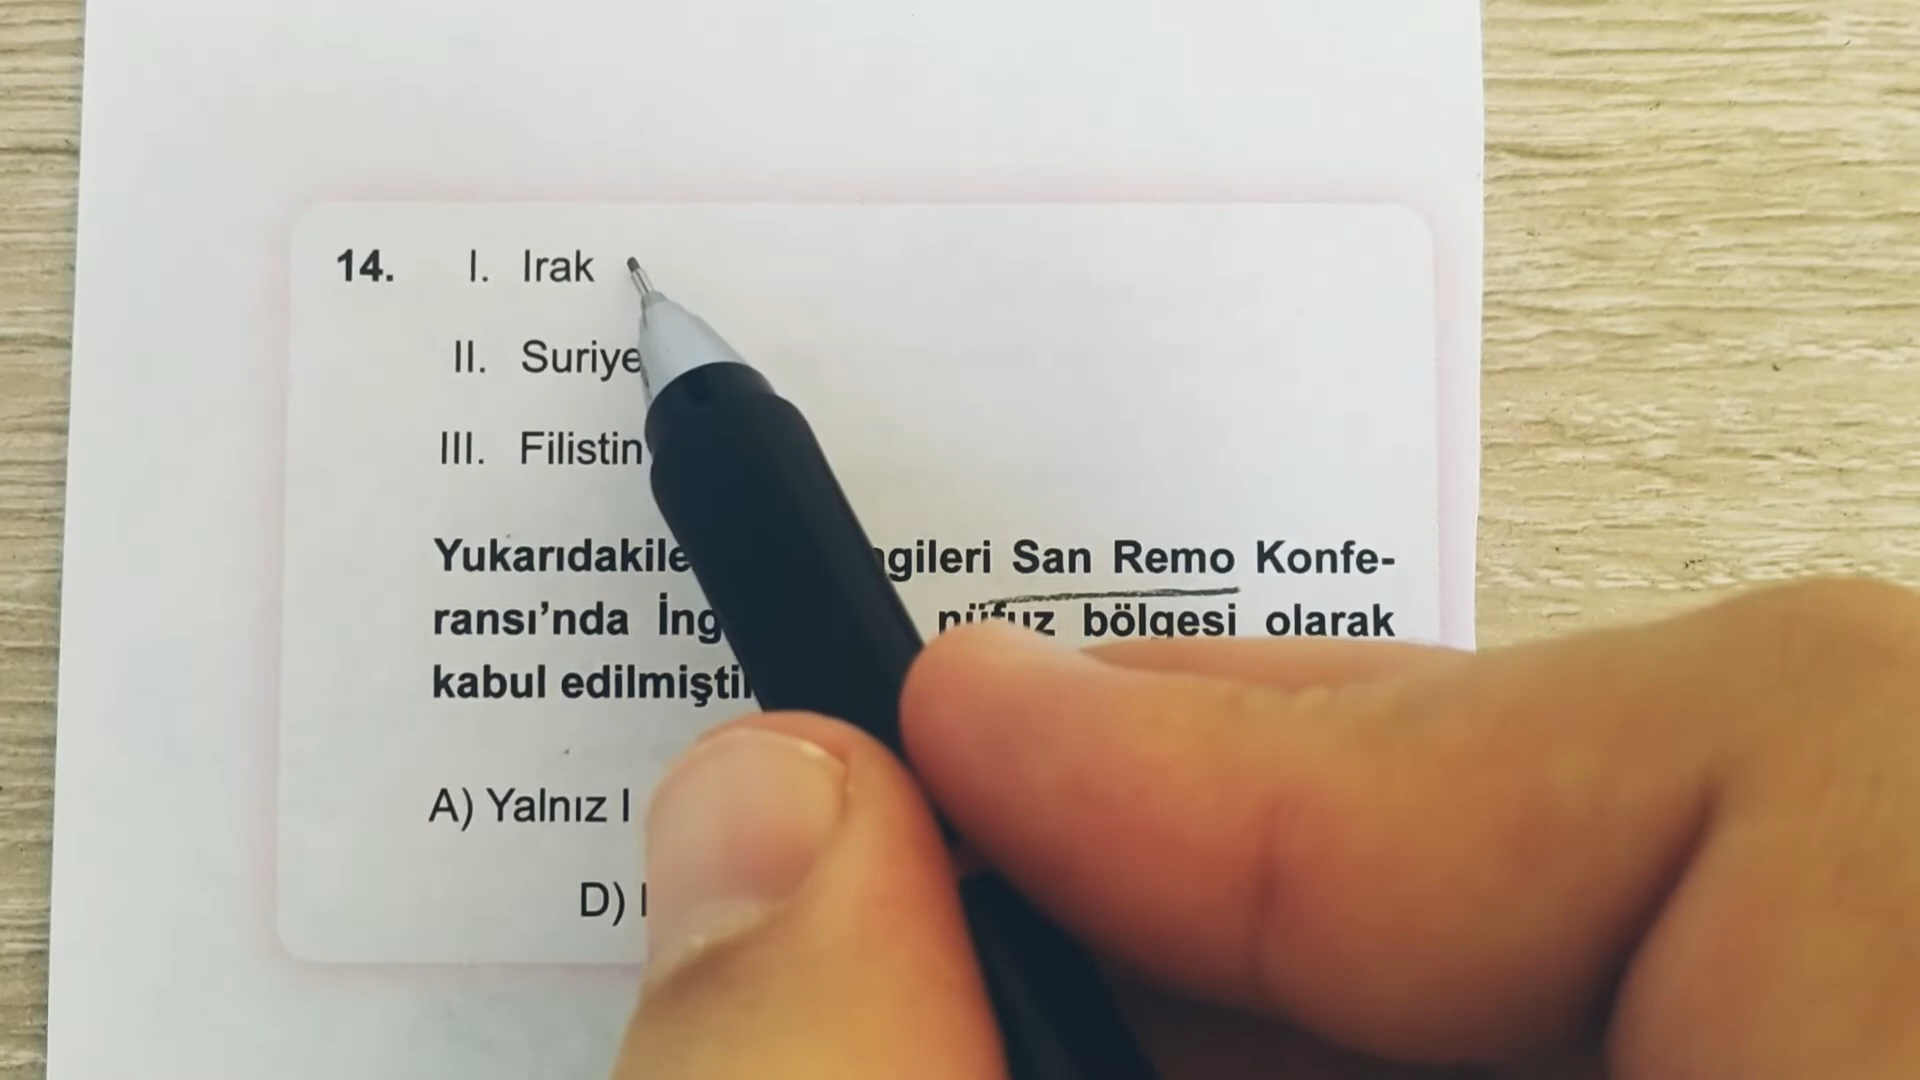 14. I. Irak
II. Suriye
III. Filistin
Yukarıdakile gileri San Remo Konfe-
ransı'nda İng nüfuz bölgesi olarak
kabul edilmişti
A) Yalnız I
D) I